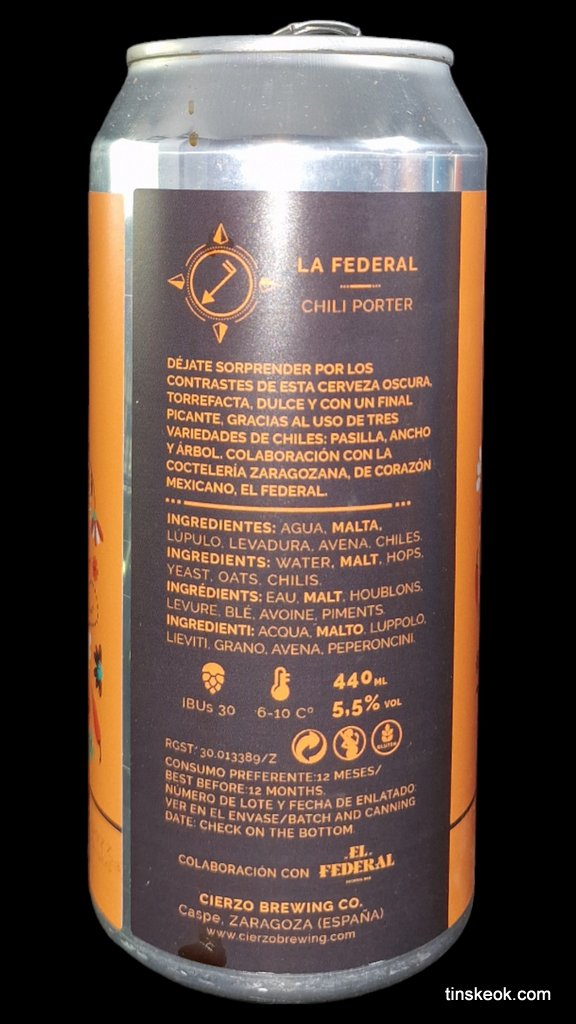 LA FEDERAL
CHILI PORTER
DÉJATE SORPRENDER POR LOS
CONTRASTES DE ESTA CERVEZA OSCURA,
TORREFACTA, DULCE Y CON UN FINAL
PICANTE, GRACIAS AL USO DE TRES
VARIEDADES DE CHILES: PASILLA, ANCHO
Y ÁRBOL. COLABORACIÓN CON LA
COCTELERÍA ZARAGOZANA, DE CORAZÓN
MEXICANO, EL FEDERAL.
INGREDIENTES: AGUA, MALTA,
LÚPULO, LEVADURA, AVENA, CHILES.
INGREDIENTS: WATER, MALT, HOPS,
YEAST, OATS, CHILIS.
INGRÉDIENTS: EAU, MALT, HOUBLONS,
LEVURE, BLÉ, AVOINE, PIMENTS.
INGREDIENTI: ACQUA, MALTO, LUPPOLO,
LIEVITI, GRANO, AVENA, PEPERONCINI.
IBUs 30
6-10 Cº
440 ML
5,5% VOL
GLUTEN
RGST: 30.013389/Z
CONSUMO PREFERENTE:12 MESES/
BEST BEFORE:12 MONTHS.
NÚMERO DE LOTE Y FECHA DE ENLATADO:
VER EN EL ENVASE/BATCH AND CANNING
DATE: CHECK ON THE BOTTOM.
COLABORACIÓN CON EL FEDERAL
CIERZO BREWING CO.
Caspe, ZARAGOZA (ESPAÑA)
www.cierzobrewing.com
tinskeok.com